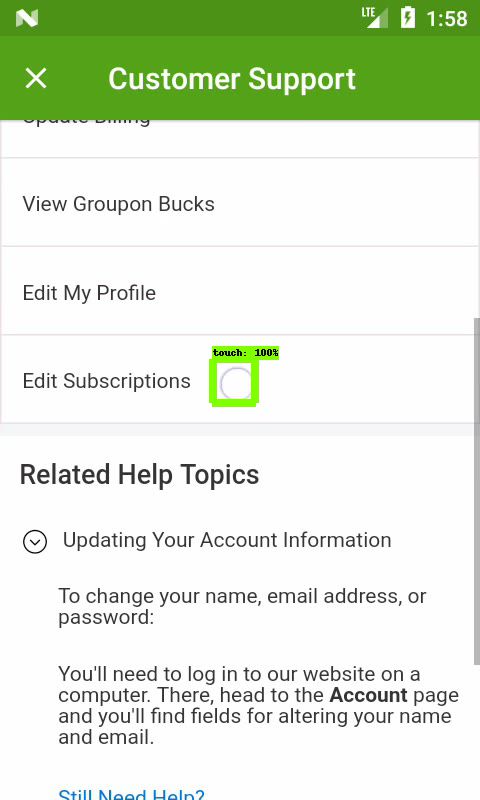 LTE 1:58
Customer Support
Update Billing
View Groupon Bucks
Edit My Profile
touch: 100%
Edit Subscriptions
Related Help Topics
Updating Your Account Information
To change your name, email address, or
password:
You'll need to log in to our website on a
computer. There, head to the Account page
and you'll find fields for altering your name
and email.
Still Need Help?